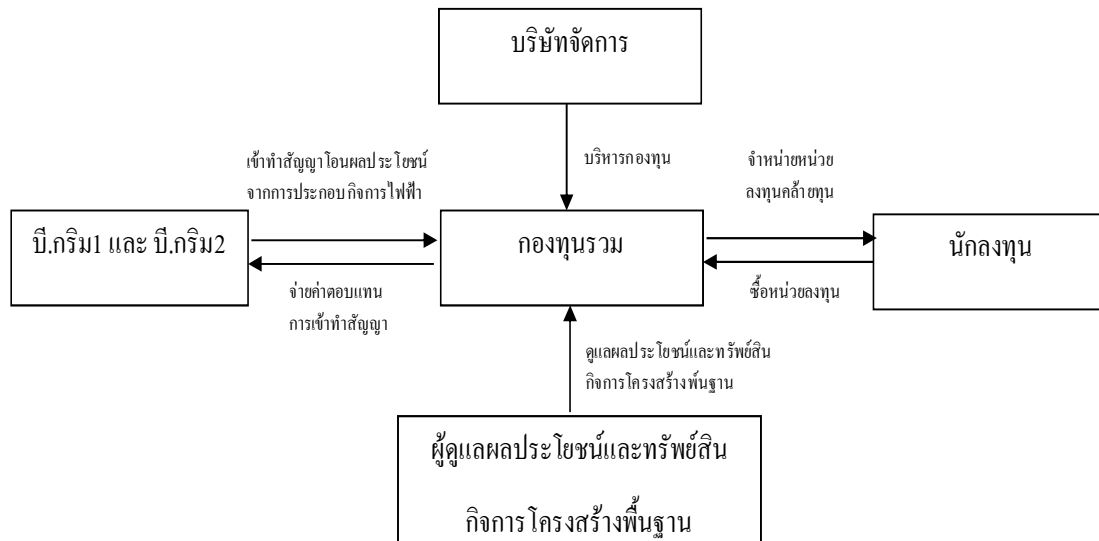 บริษัทจัดการ
เข้าทำสัญญาโอนผลประโยชน์
จากการประกอบกิจการไฟฟ้า
บริหารกองทุน
จำหน่ายหน่วย
ลงทุนคล้ายทุน
บี.กริม1 และ บี.กริม2
กองทุนรวม
นักลงทุน
จ่ายค่าตอบแทน
การเข้าทำสัญญา
ซื้อหน่วยลงทุน
ดูแลผลประโยชน์และทรัพย์สิน
กิจการโครงสร้างพื้นฐาน
ผู้ดูแลผลประโยชน์และทรัพย์สิน
กิจการโครงสร้างพื้นฐาน